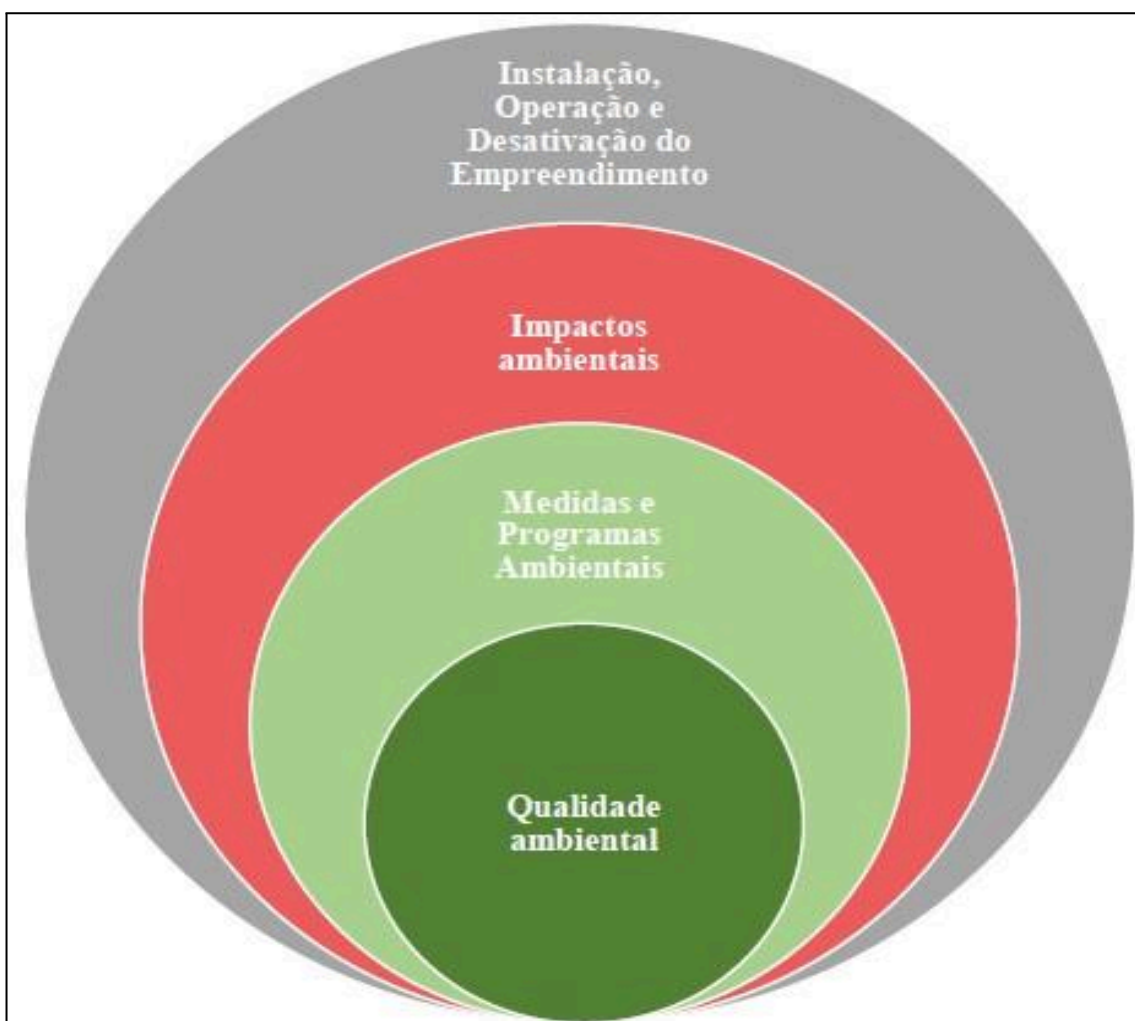 Instalação,
Operação e
Desativação do
Empreendimento
Impactos
ambientais
Medidas e
Programas
Ambientais
Qualidade
ambiental